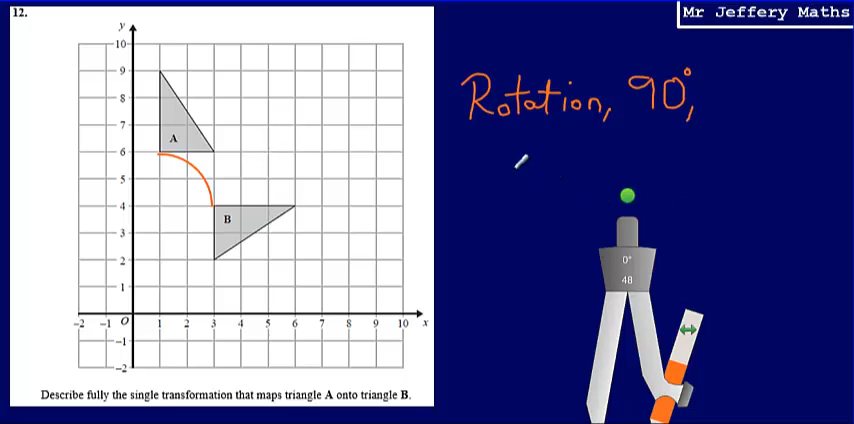 12.
Mr Jeffery Maths
y
10
9
8
7
6
5
4
3
2
1
-2 -1 O 1 2 3 4 5 6 7 8 9 10 x
-1
-2
A
B
Rotation, 90°,
0°
48
Describe fully the single transformation that maps triangle A onto triangle B.